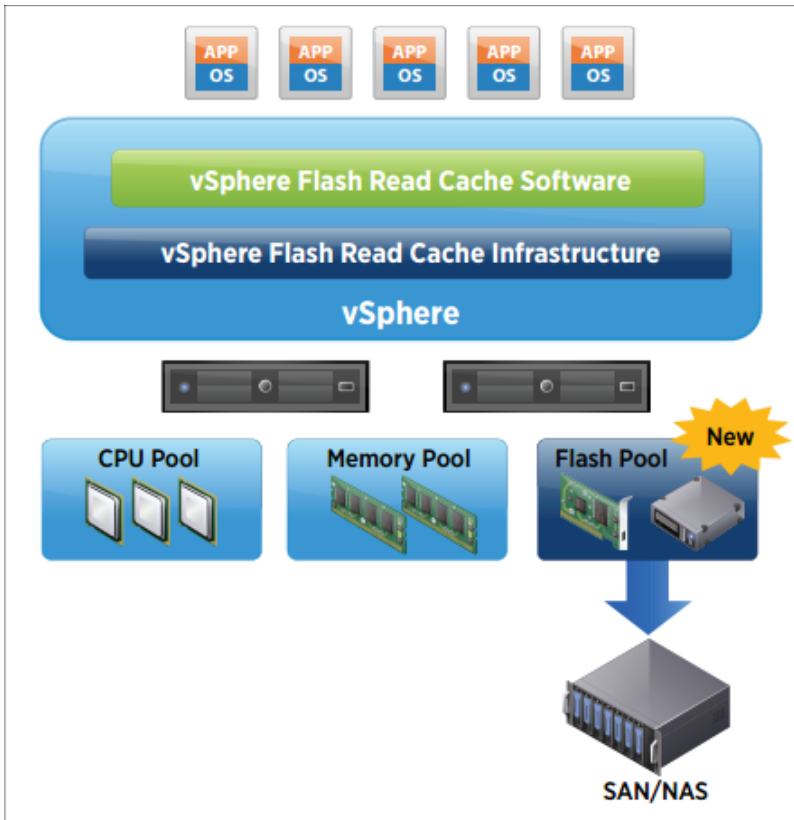 APP APP APP APP APP
OS OS OS OS OS
vSphere Flash Read Cache Software
vSphere Flash Read Cache Infrastructure
vSphere
New
CPU Pool
Memory Pool
Flash Pool
SAN/NAS